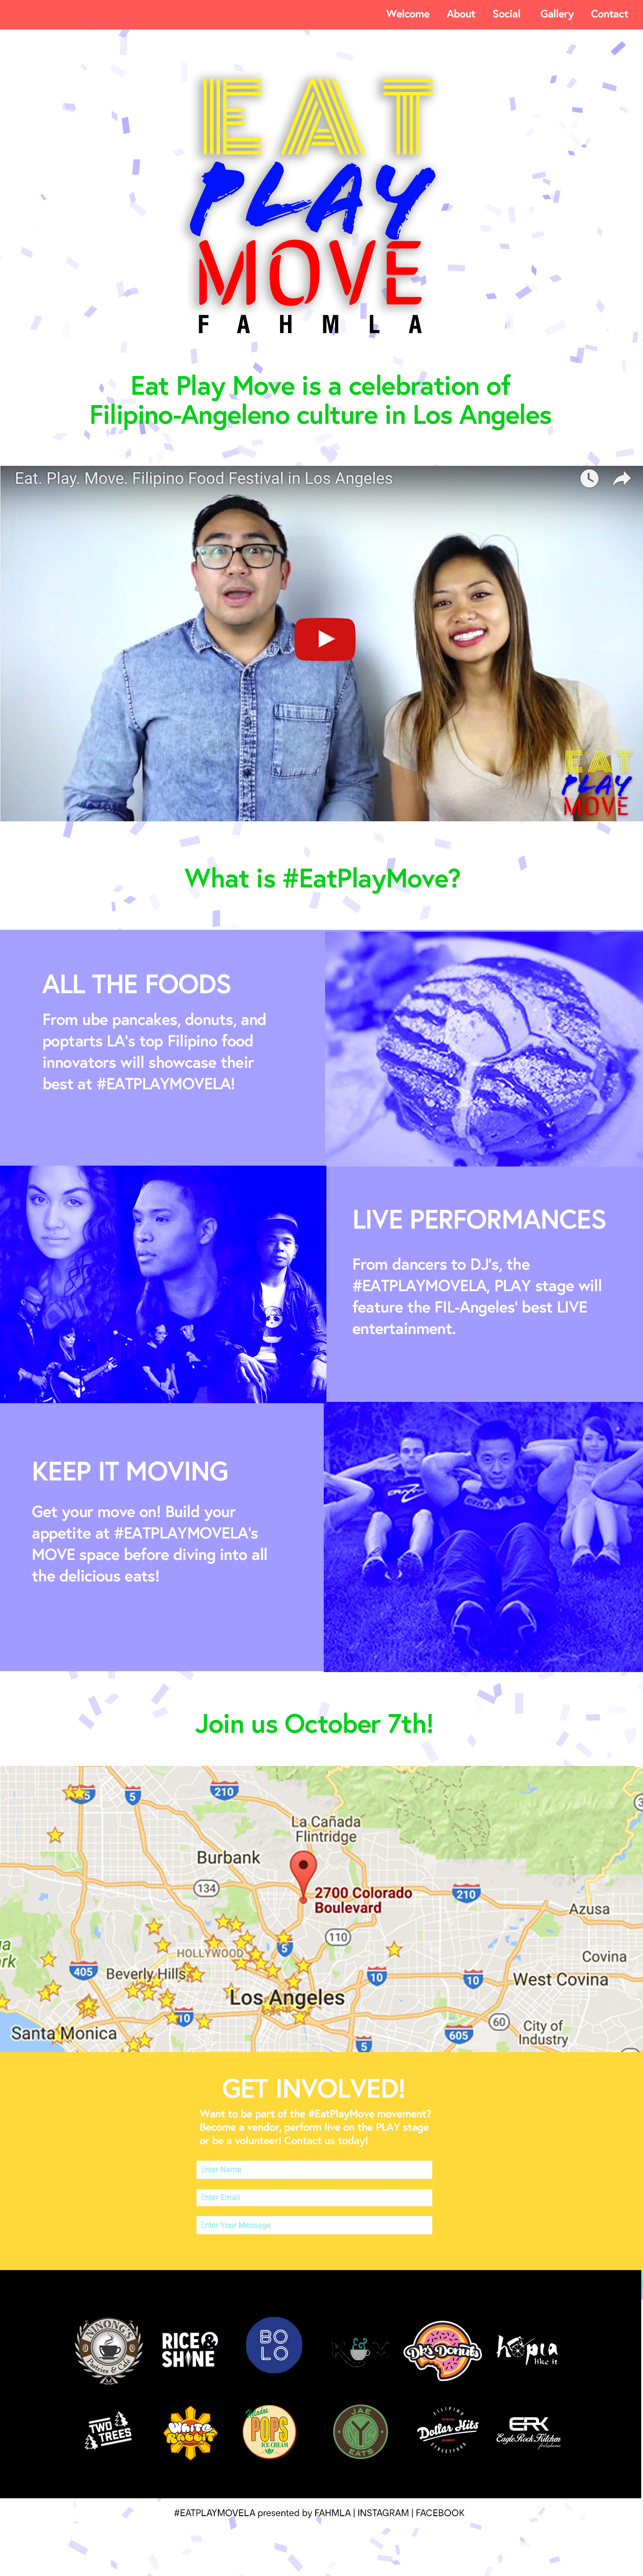 Welcome About Social Gallery Contact
EAT
PLAY
MOVE
FAHMLA
Eat Play Move is a celebration of
Filipino-Angeleno culture in Los Angeles
Eat. Play. Move. Filipino Food Festival in Los Angeles
EAT
PLAY
MOVE
What is #EatPlayMove?
ALL THE FOODS
From ube pancakes, donuts, and
poptarts LA's top Filipino food
innovators will showcase their
best at #EATPLAYMOVELA!
LIVE PERFORMANCES
From dancers to DJ's, the
#EATPLAYMOVELA, PLAY stage will
feature the FIL-Angeles' best LIVE
entertainment.
KEEP IT MOVING
Get your move on! Build your
appetite at #EATPLAYMOVELA's
MOVE space before diving into all
the delicious eats!
Join us October 7th!
5 5 210
La Cañada
Flintridge
Burbank
134
2700 Colorado
Boulevard
210
Azusa
110
HOLLYWOOD
5
Covina
405
Beverly Hills
10
10
West Covina
Los Angeles
10
60
City of
Industry
Santa Monica
605
5
GET INVOLVED!
Want to be part of the #EatPlayMove movement?
Become a vendor, perform live on the PLAY stage
or be a volunteer! Contact us today!
Enter Name
Enter Email
Enter Your Message
NINONG'S
RICE &
SHINE
BO
LO
K & M
DK's Donuts
hopia
like it
TWO
TREES
White
Rabbit
Mandos
POPS
ICE CREAM
JAE
EATS
FILIPINO
Dollar Hits
STREETFOOD
ERK
Eagle Rock Kitchen
#EATPLAYMOVELA presented by FAHMLA | INSTAGRAM | FACEBOOK